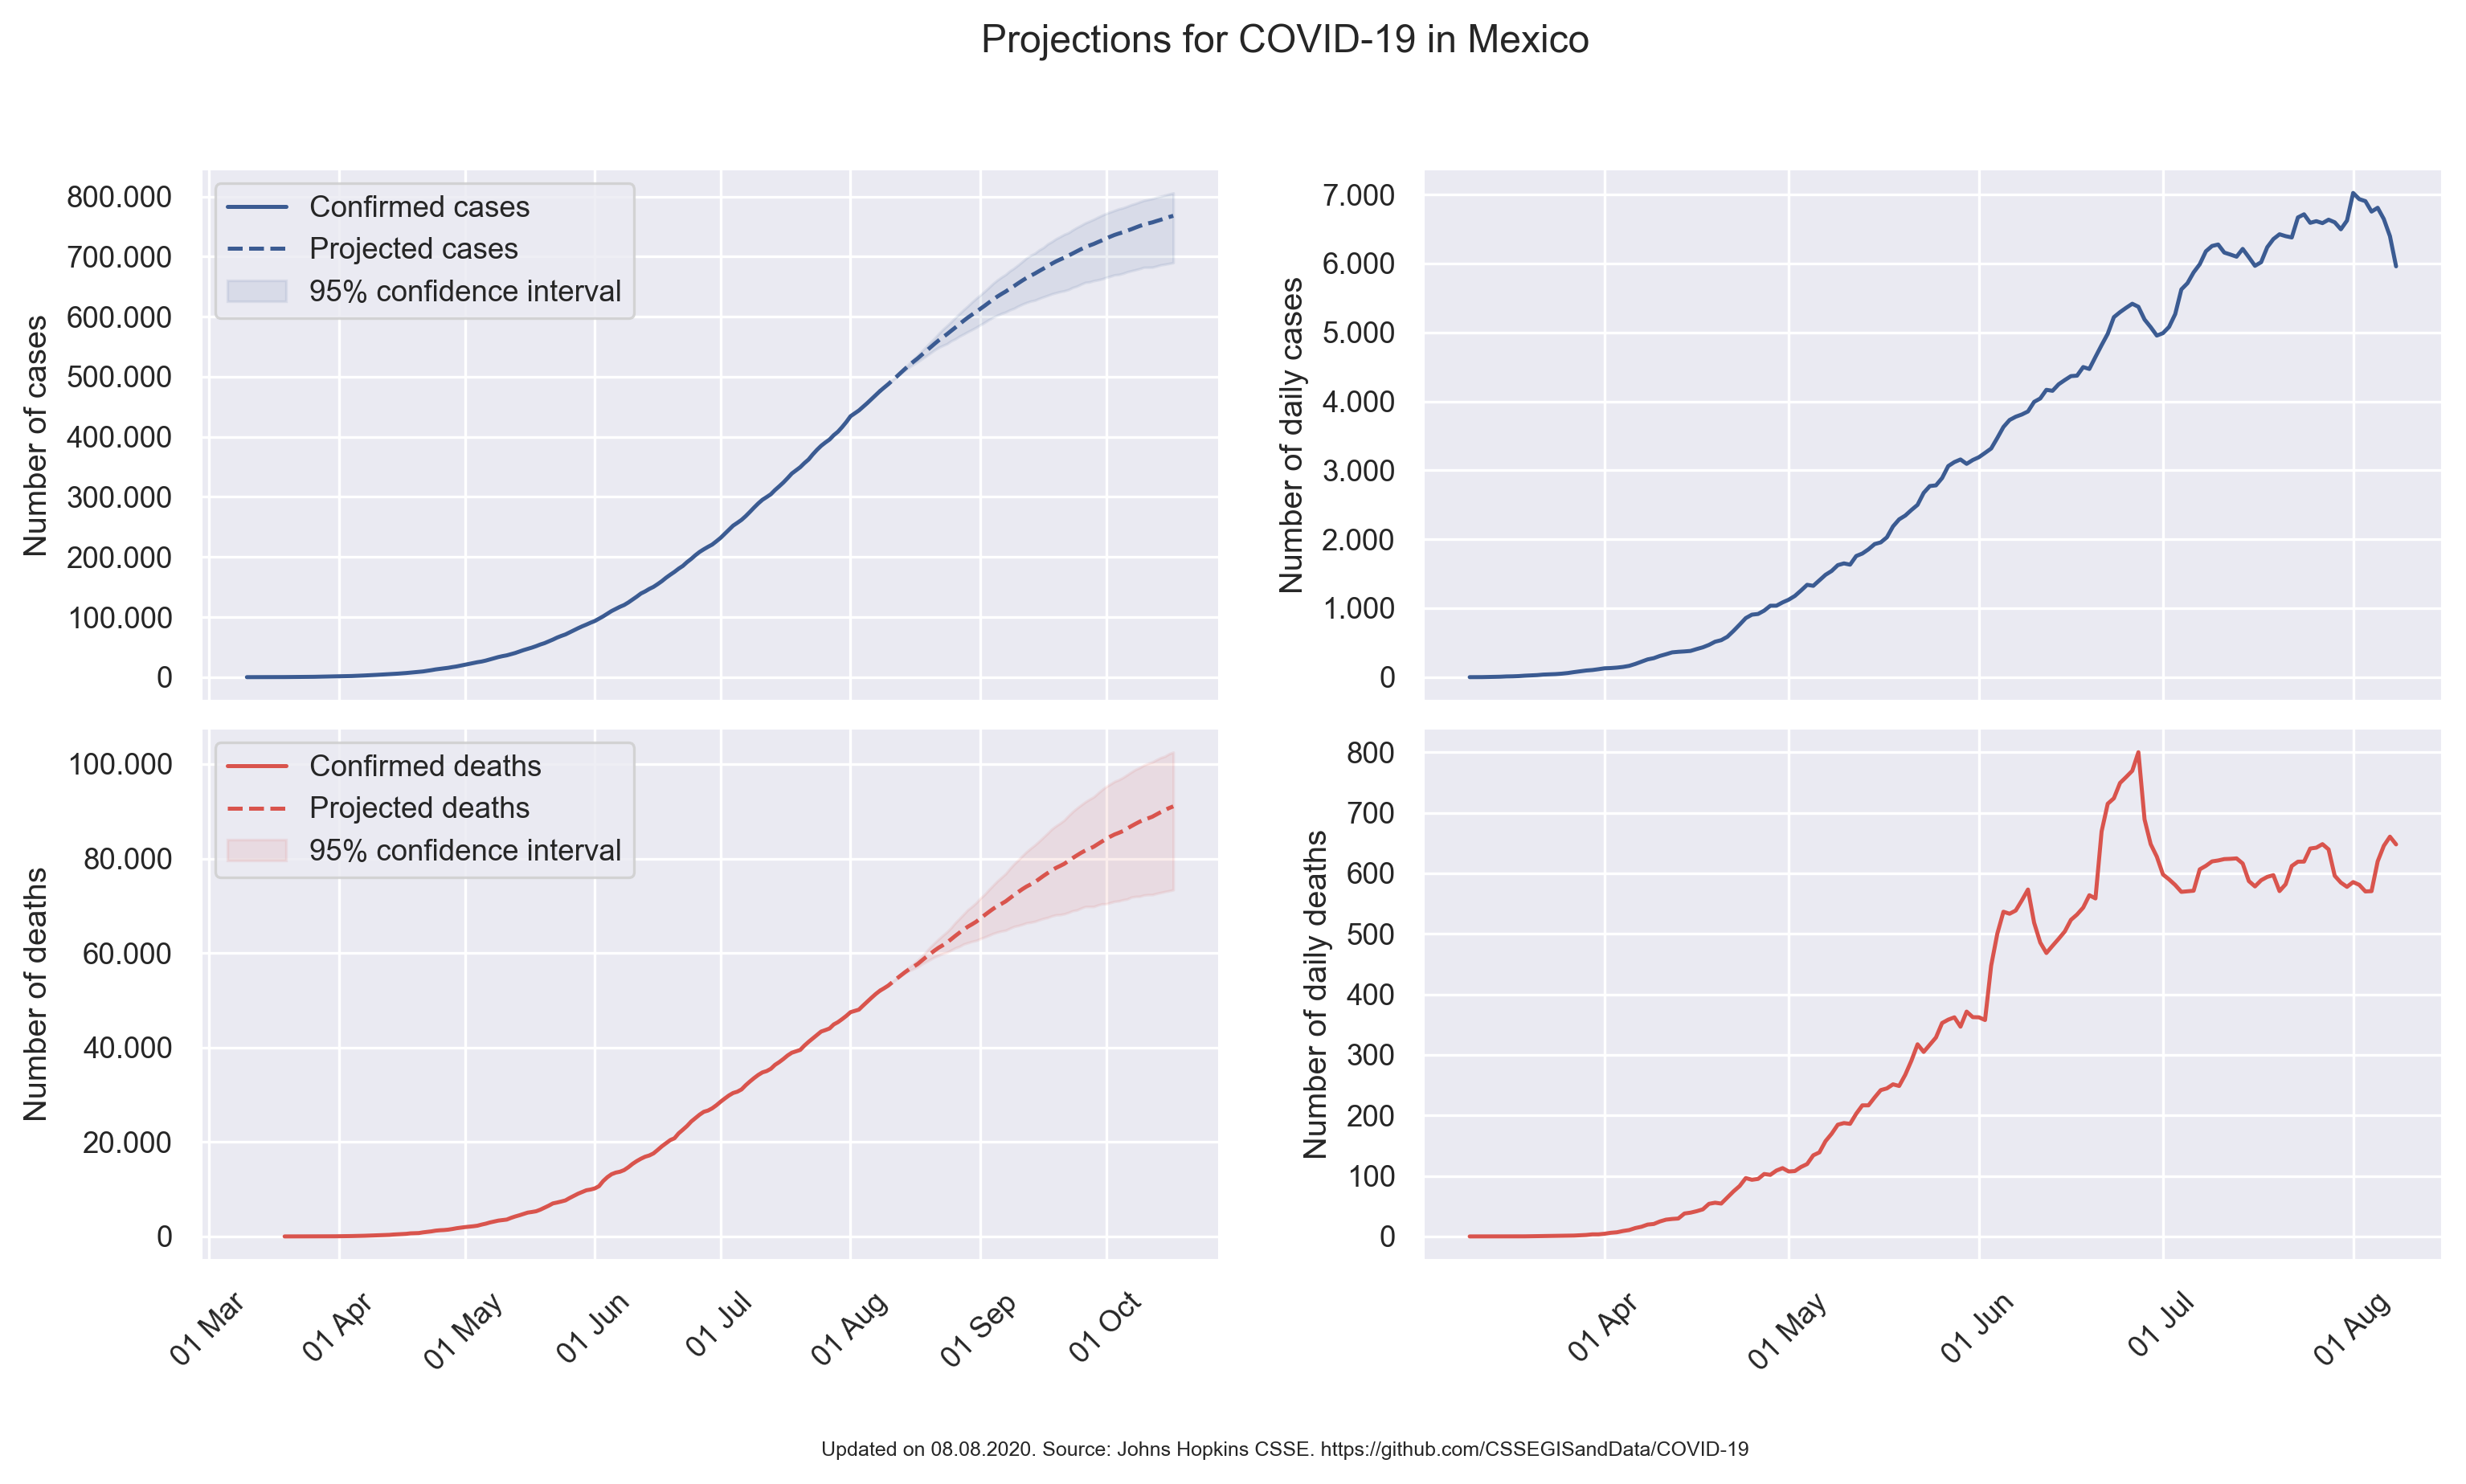 Projections for COVID-19 in Mexico
Number of cases
800.000
700.000
600.000
500.000
400.000
300.000
200.000
100.000
0
Confirmed cases
Projected cases
95% confidence interval
Number of daily cases
7.000
6.000
5.000
4.000
3.000
2.000
1.000
0
Number of deaths
100.000
80.000
60.000
40.000
20.000
0
Confirmed deaths
Projected deaths
95% confidence interval
01 Mar
01 Apr
01 May
01 Jun
01 Jul
01 Aug
01 Sep
01 Oct
Number of daily deaths
800
700
600
500
400
300
200
100
0
01 Apr
01 May
01 Jun
01 Jul
01 Aug
Updated on 08.08.2020. Source: Johns Hopkins CSSE. https://github.com/CSSEGISandData/COVID-19